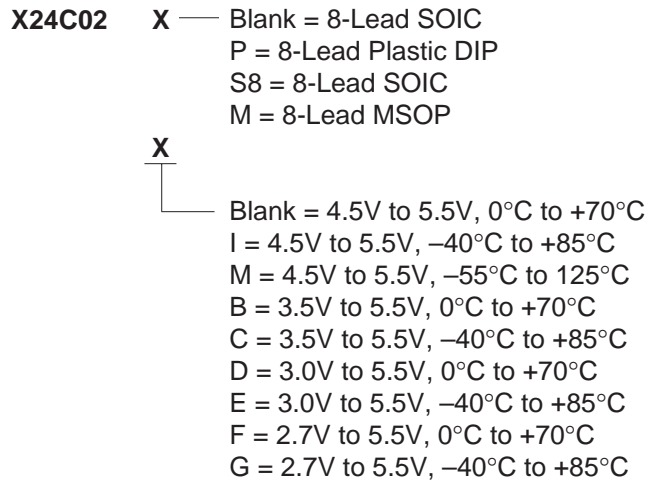 X24C02 X Blank = 8-Lead SOIC
P = 8-Lead Plastic DIP
S8 = 8-Lead SOIC
M = 8-Lead MSOP
X
Blank = 4.5V to 5.5V, 0°C to +70°C
I = 4.5V to 5.5V, –40°C to +85°C
M = 4.5V to 5.5V, –55°C to 125°C
B = 3.5V to 5.5V, 0°C to +70°C
C = 3.5V to 5.5V, –40°C to +85°C
D = 3.0V to 5.5V, 0°C to +70°C
E = 3.0V to 5.5V, –40°C to +85°C
F = 2.7V to 5.5V, 0°C to +70°C
G = 2.7V to 5.5V, –40°C to +85°C